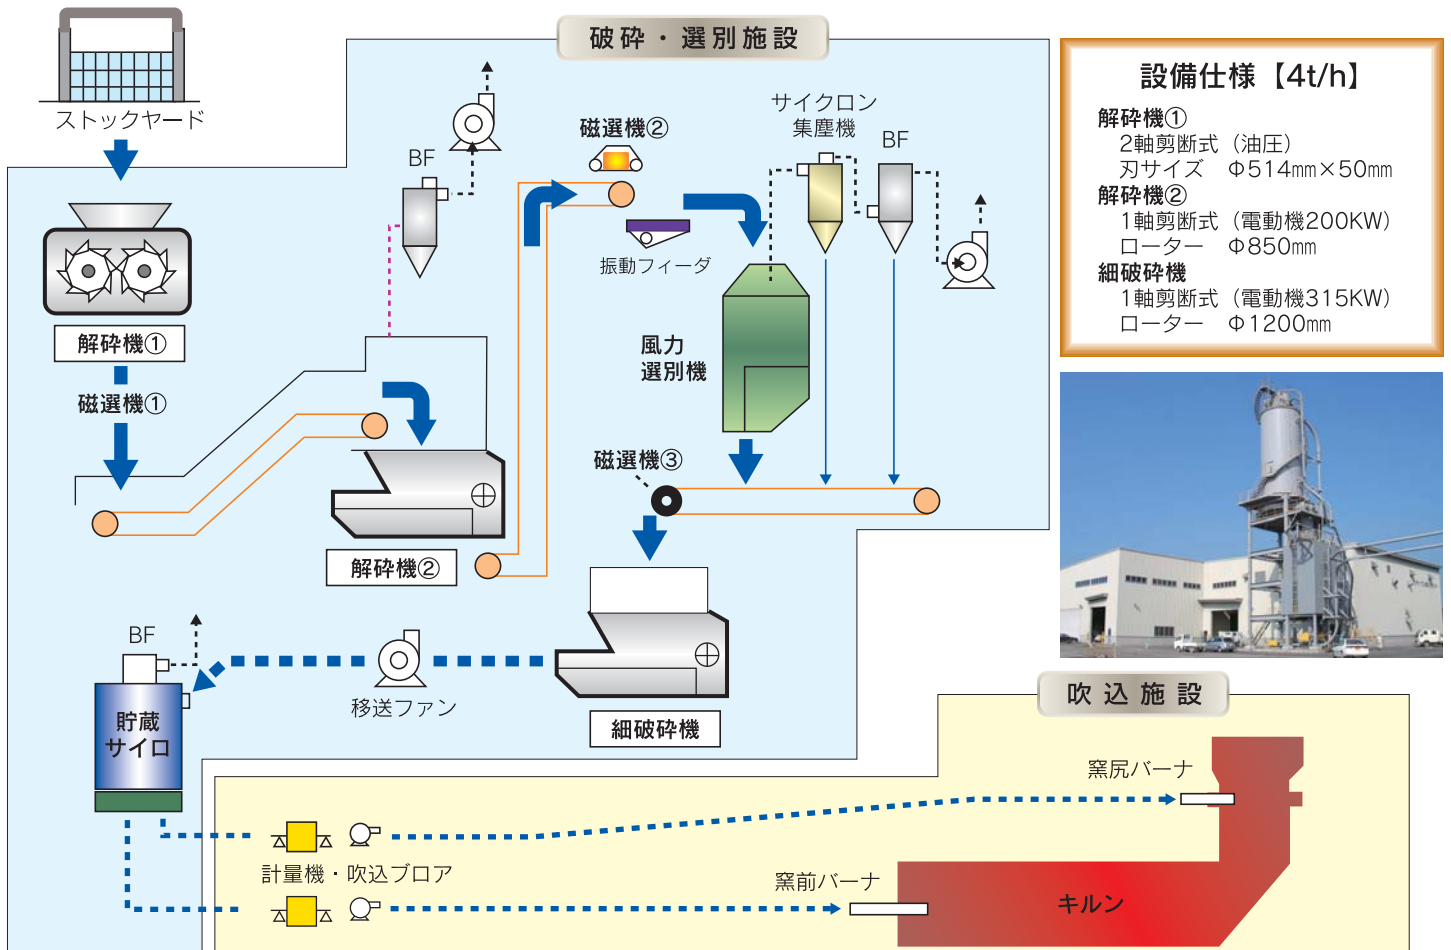 破砕・選別施設
ストックヤード
解砕機①
磁選機①
BF
解砕機②
磁選機②
振動フィーダ
サイクロン
集塵機
BF
風力
選別機
磁選機③
細破砕機
移送ファン
BF
貯蔵
サイロ
設備仕様【4t/h】
解砕機①
2軸剪断式（油圧）
刃サイズ　Φ514㎜×50㎜
解砕機②
1軸剪断式（電動機200KW）
ローター　Φ850㎜
細破砕機
1軸剪断式（電動機315KW）
ローター　Φ1200㎜
吹込施設
窯尻バーナ
計量機・吹込ブロア
窯前バーナ
キルン